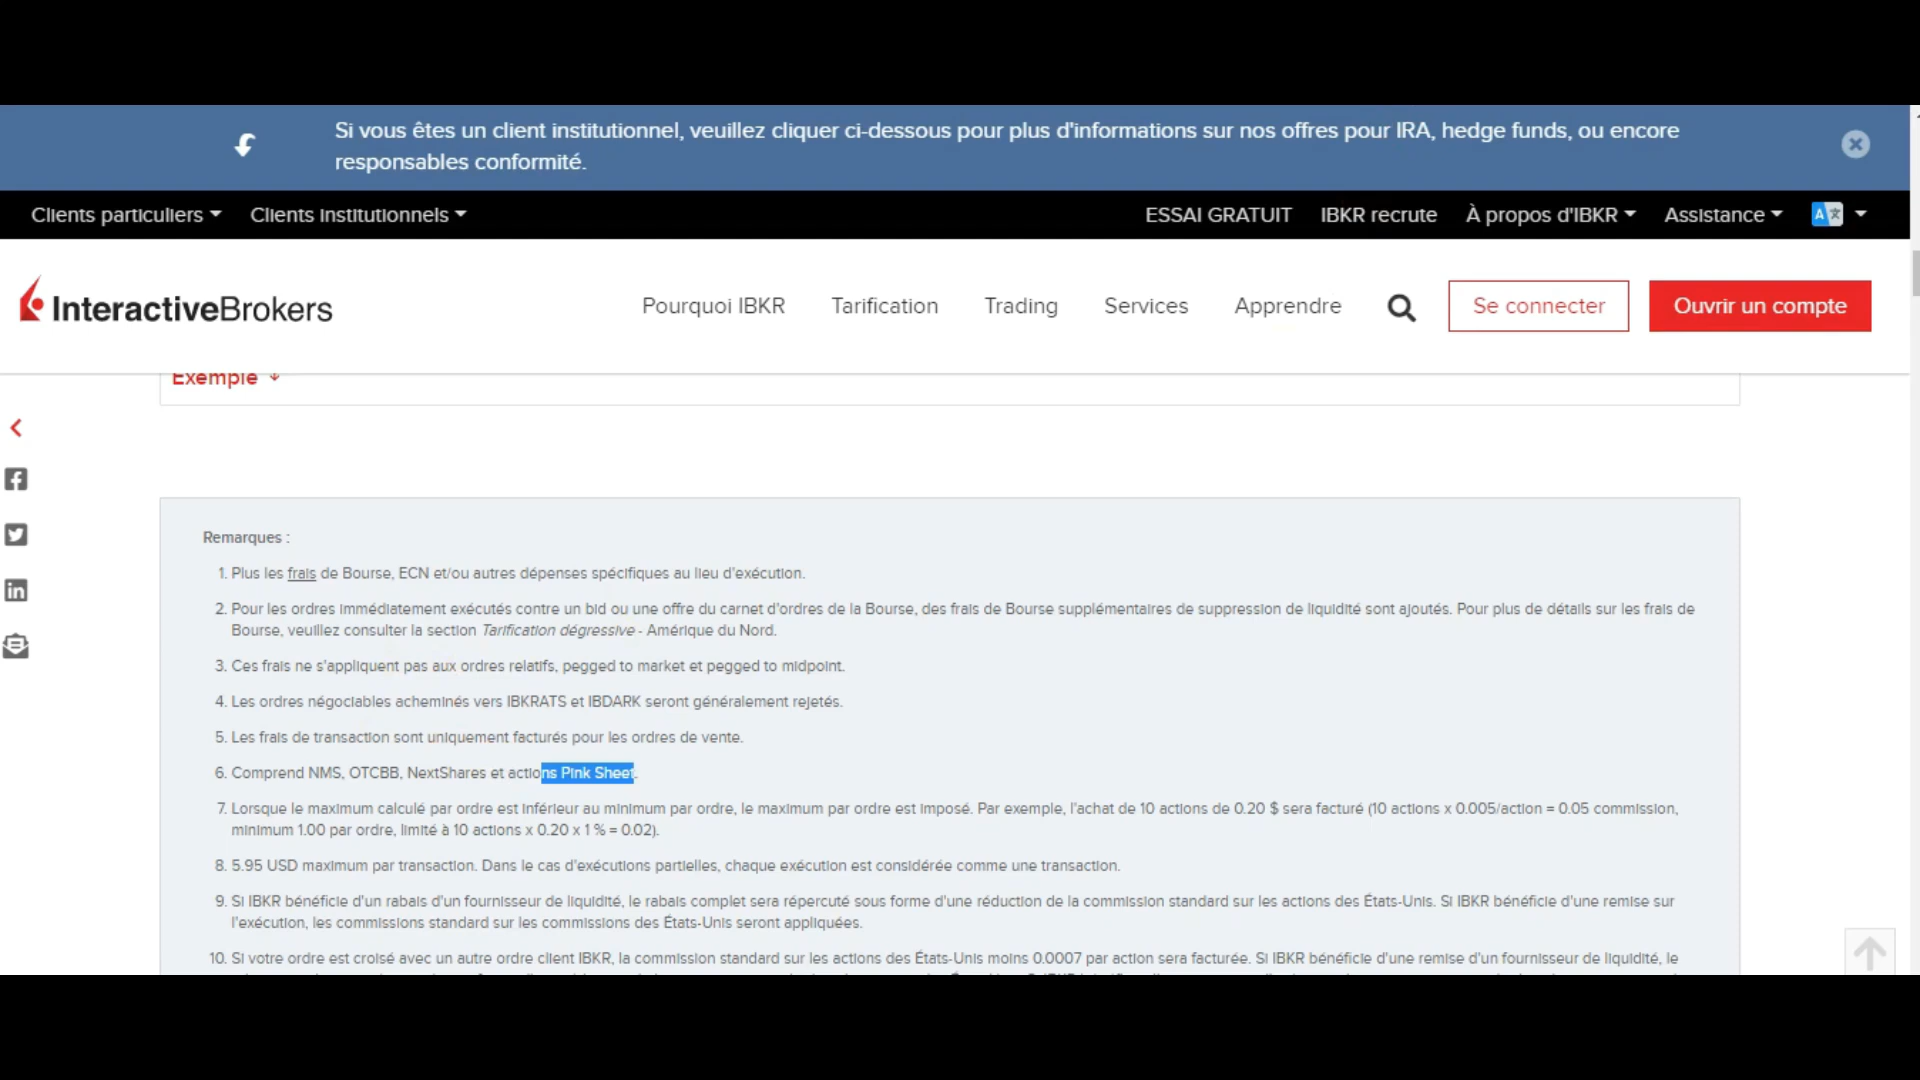 Si vous êtes un client institutionnel, veuillez cliquer ci-dessous pour plus d'informations sur nos offres pour IRA, hedge funds, ou encore
responsables conformité.
Clients particuliers Clients institutionnels ESSAI GRATUIT IBKR recrute À propos d'IBKR Assistance
InteractiveBrokers Pourquoi IBKR Tarification Trading Services Apprendre Se connecter Ouvrir un compte
Exemple
Remarques :
1. Plus les frais de Bourse, ECN et/ou autres dépenses spécifiques au lieu d'exécution.
2. Pour les ordres immédiatement exécutés contre un bid ou une offre du carnet d'ordres de la Bourse, des frais de Bourse supplémentaires de suppression de liquidité sont ajoutés. Pour plus de détails sur les frais de
Bourse, veuillez consulter la section Tarification dégressive - Amérique du Nord.
3. Ces frais ne s'appliquent pas aux ordres relatifs, pegged to market et pegged to midpoint.
4. Les ordres négociables acheminés vers IBKRATS et IBDARK seront généralement rejetés.
5. Les frais de transaction sont uniquement facturés pour les ordres de vente.
6. Comprend NMS, OTCBB, NextShares et actions Pink Sheet.
7. Lorsque le maximum calculé par ordre est inférieur au minimum par ordre, le maximum par ordre est imposé. Par exemple, l'achat de 10 actions de 0.20 $ sera facturé (10 actions x 0.005/action = 0.05 commission,
minimum 1.00 par ordre, limité à 10 actions x 0.20 x 1 % = 0.02).
8. 5.95 USD maximum par transaction. Dans le cas d'exécutions partielles, chaque exécution est considérée comme une transaction.
9. Si IBKR bénéficie d'un rabais d'un fournisseur de liquidité, le rabais complet sera répercuté sous forme d'une réduction de la commission standard sur les actions des États-Unis. Si IBKR bénéficie d'une remise sur
l'exécution, les commissions standard sur les commissions des États-Unis seront appliquées.
10. Si votre ordre est croisé avec un autre ordre client IBKR, la commission standard sur les actions des États-Unis moins 0.0007 par action sera facturée. Si IBKR bénéficie d'une remise d'un fournisseur de liquidité, le